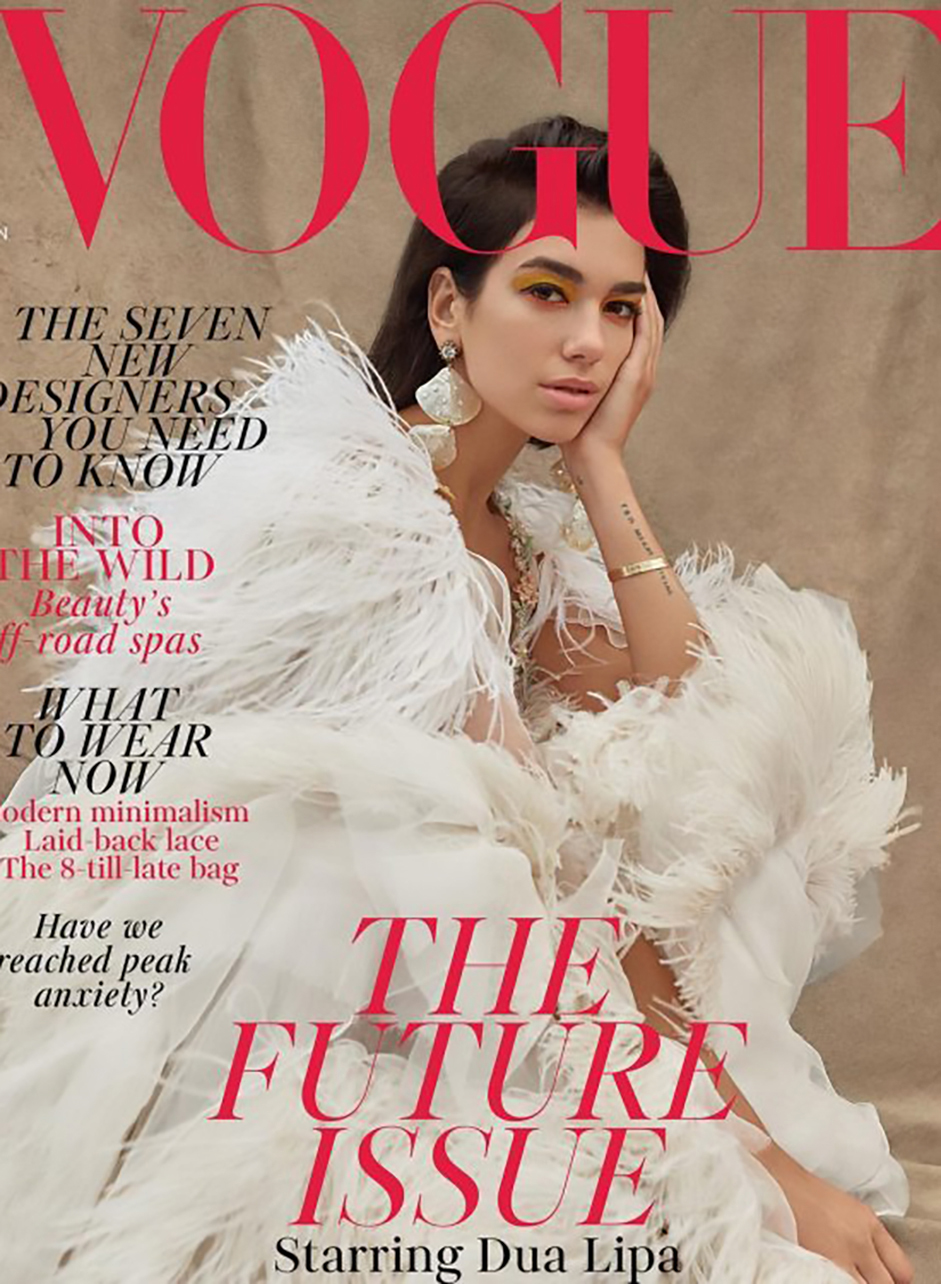 VOGUE
N
THE SEVEN
NEW
DESIGNERS
YOU NEED
TO KNOW
INTO
THE WILD
Beauty's
ff-road spas
WHAT
TO WEAR
NOW
odern minimalism
Laid-back lace
The 8-till-late bag
Have we
reached peak
anxiety?
THE
FUTURE
ISSUE
Starring Dua Lipa